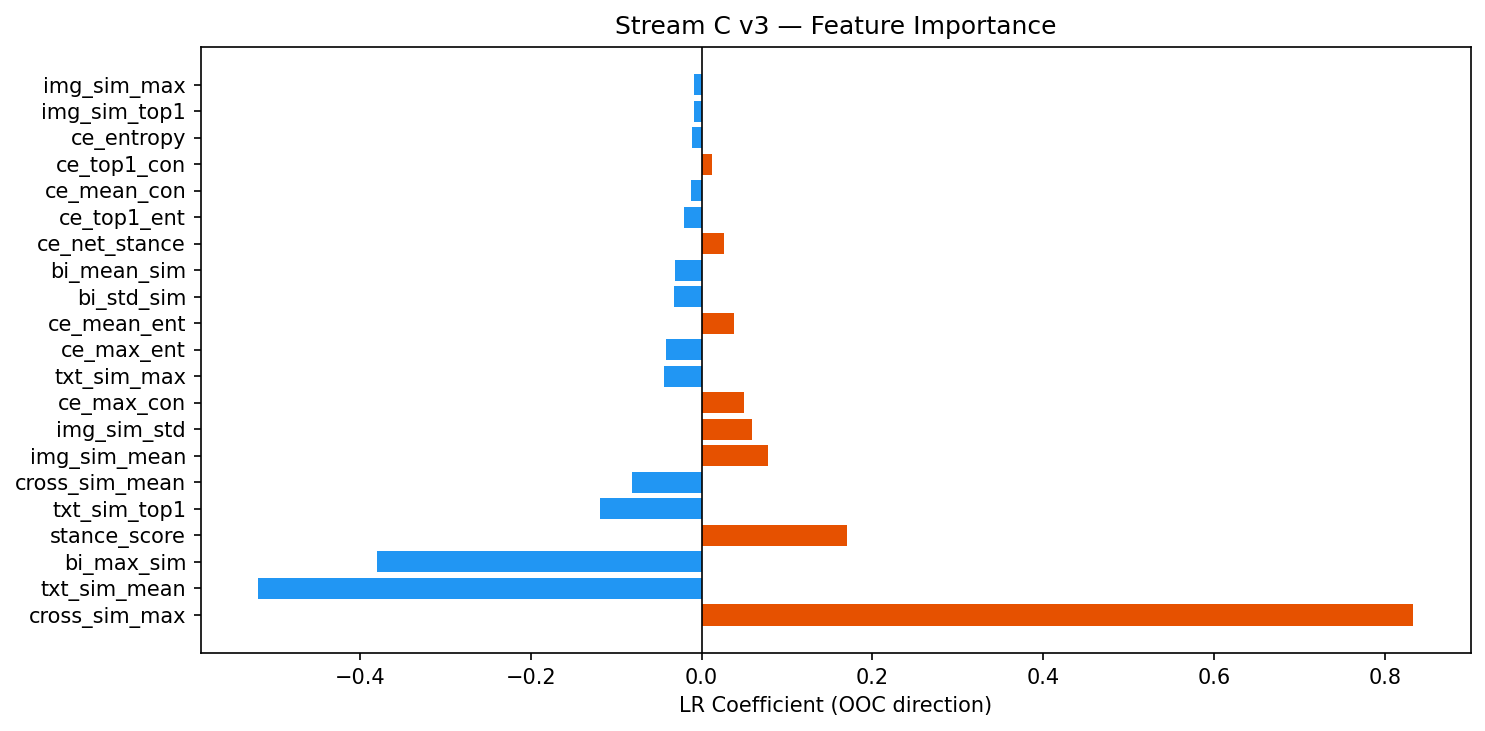 Stream C v3 — Feature Importance
img_sim_max
img_sim_top1
ce_entropy
ce_top1_con
ce_mean_con
ce_top1_ent
ce_net_stance
bi_mean_sim
bi_std_sim
ce_mean_ent
ce_max_ent
txt_sim_max
ce_max_con
img_sim_std
img_sim_mean
cross_sim_mean
txt_sim_top1
stance_score
bi_max_sim
txt_sim_mean
cross_sim_max
−0.4 −0.2 0.0 0.2 0.4 0.6 0.8
LR Coefficient (OOC direction)